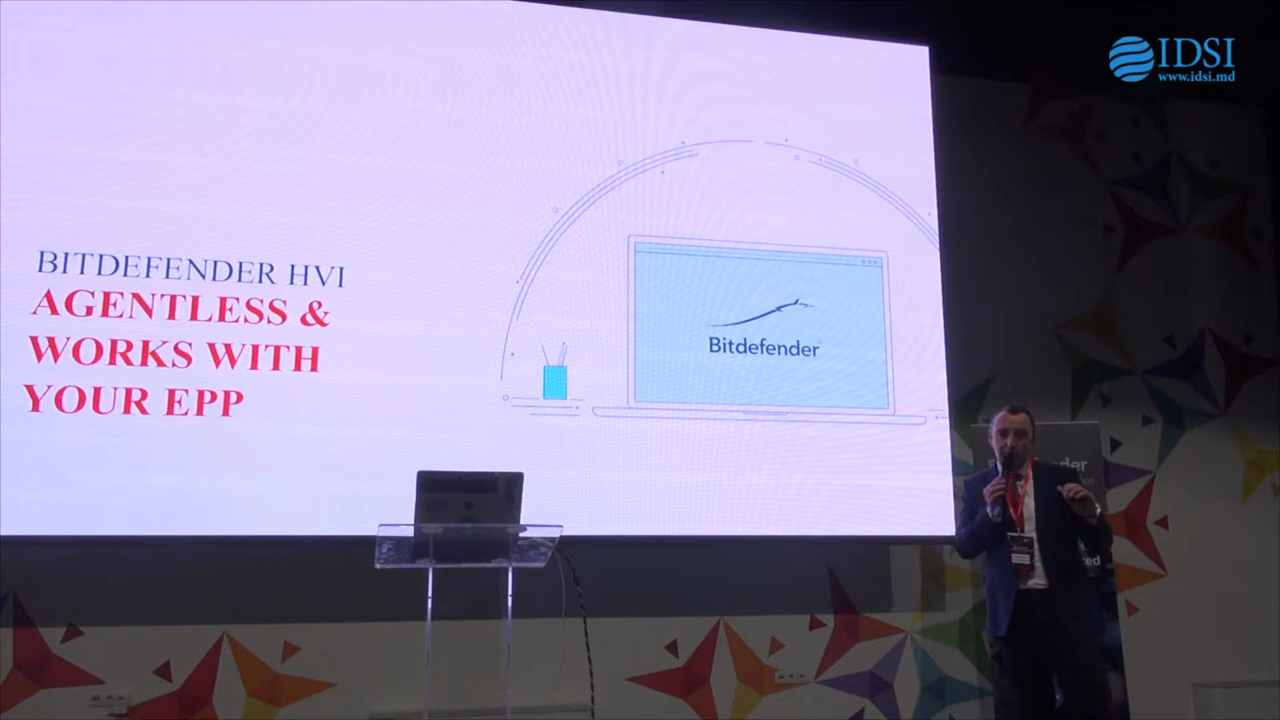 IDSI
www.idsi.md
BITDEFENDER HVI
AGENTLESS &
WORKS WITH
YOUR EPP
Bitdefender